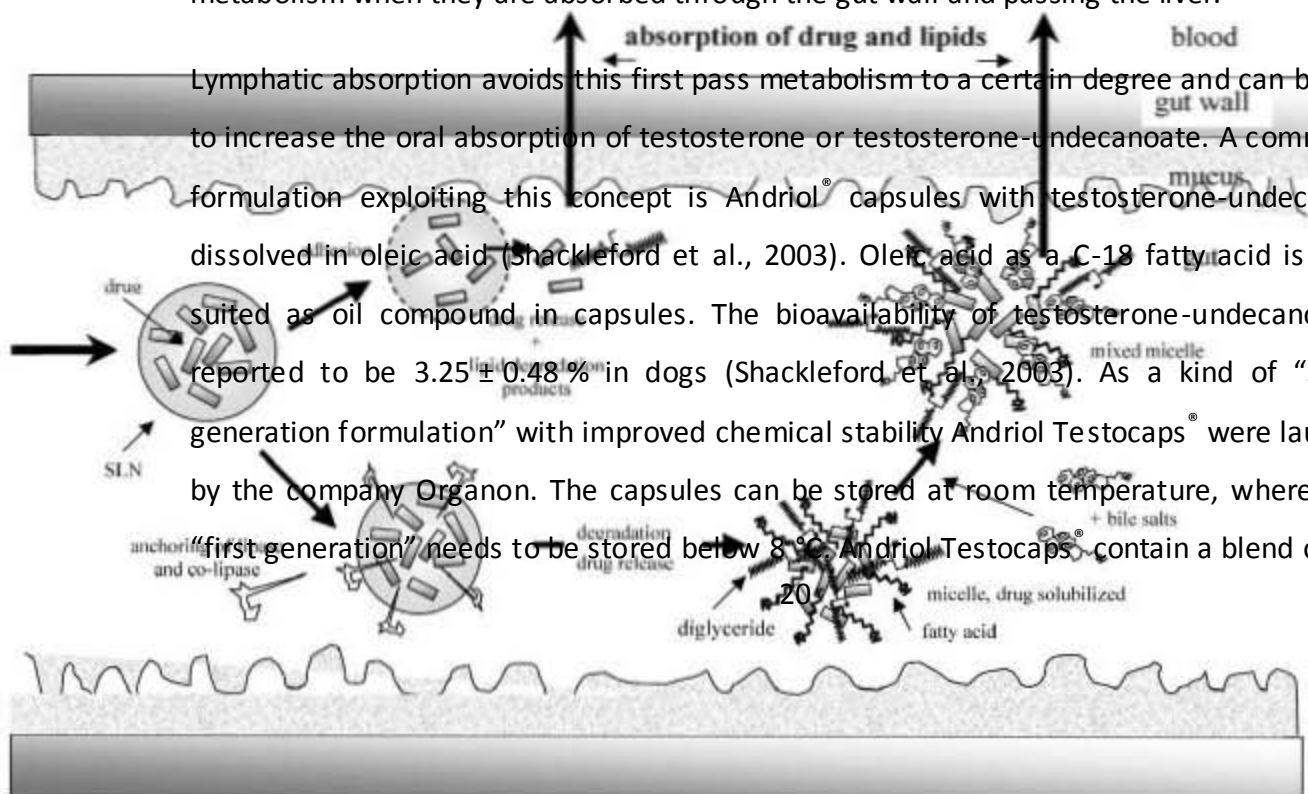 metabolism when they are absorbed through the gut wall and passing the liver.
absorption of drug and lipids
blood
Lymphatic absorption avoids this first pass metabolism to a certain degree and can b
gut wall
to increase the oral absorption of testosterone or testosterone-undecanoate. A comm
mucus
formulation exploiting this concept is Andriol® capsules with testosterone-undec
adhesion
dissolved in oleic acid (Shackleford et al., 2003). Oleic acid as a C-18 fatty acid is
gut
drug
suited as oil compound in capsules. The bioavailability of testosterone-undecano
drug release
+
mixed micelle
reported to be 3.25 ± 0.48 % in dogs (Shackleford et al., 2003). As a kind of “
lipid degradation
products
generation formulation” with improved chemical stability Andriol Testocaps® were lau
SLN
by the company Organon. The capsules can be stored at room temperature, where
+ bile salts
degradation
“first generation” needs to be stored below 8 °C. Andriol Testocaps® contain a blend o
drug release
and co-lipase
20
micelle, drug solubilized
diglyceride
fatty acid